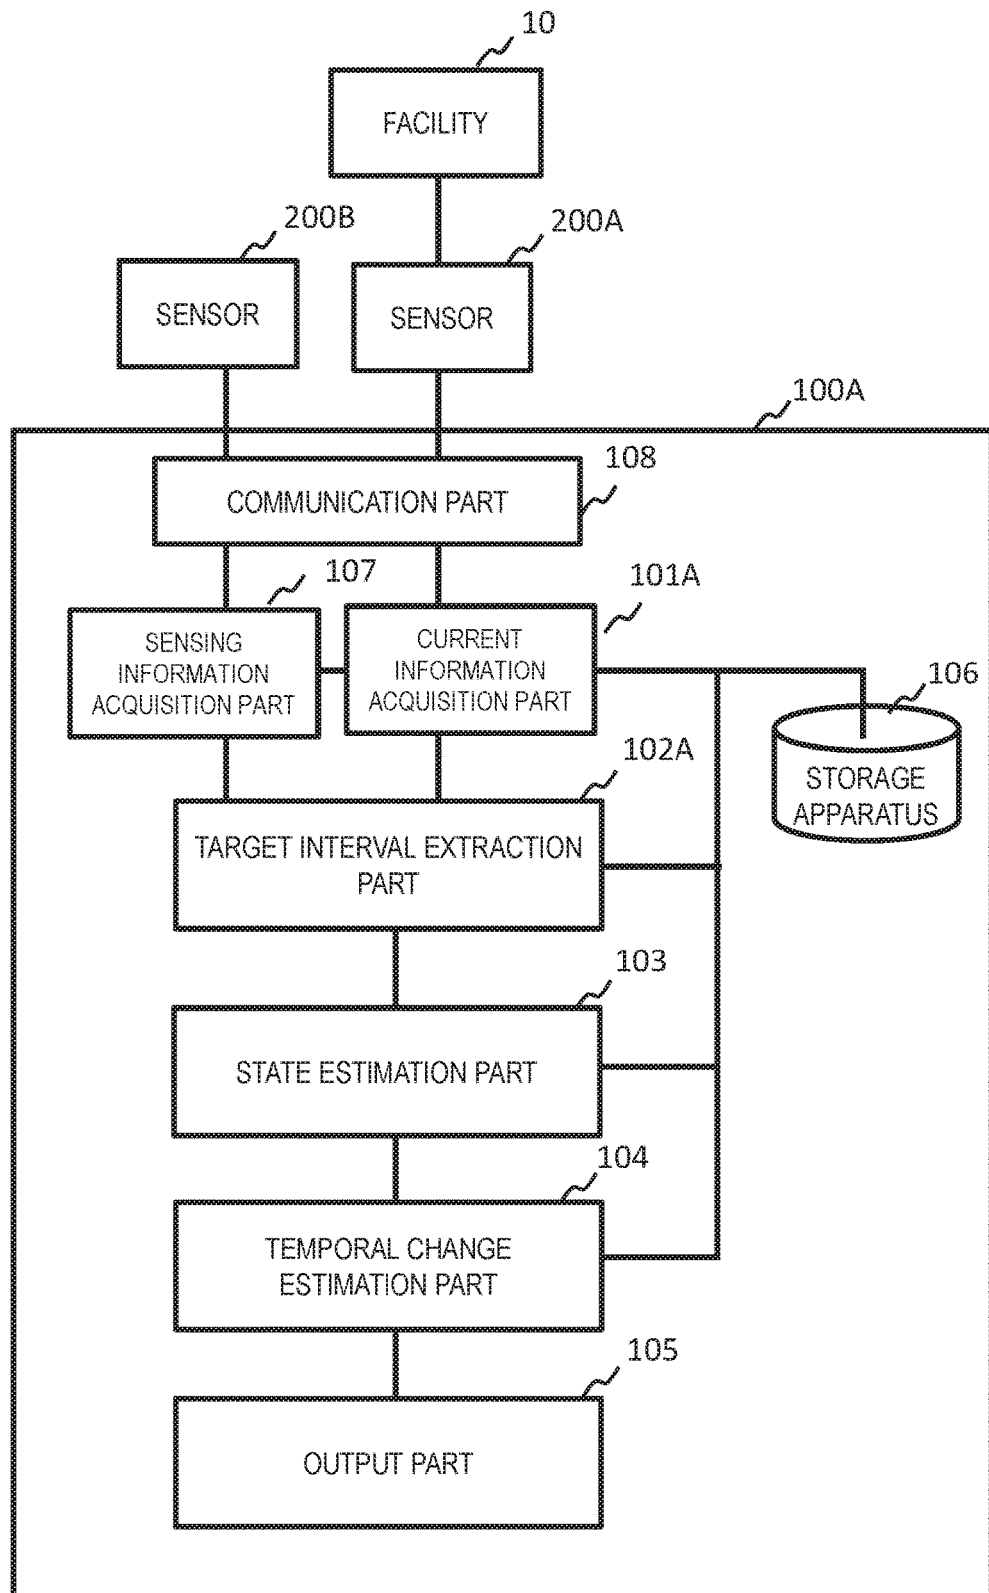 10
FACILITY
200B
200A
SENSOR
SENSOR
100A
108
COMMUNICATION PART
107
101A
SENSING
INFORMATION
ACQUISITION PART
CURRENT
INFORMATION
ACQUISITION PART
106
STORAGE
APPARATUS
102A
TARGET INTERVAL EXTRACTION
PART
103
STATE ESTIMATION PART
104
TEMPORAL CHANGE
ESTIMATION PART
105
OUTPUT PART